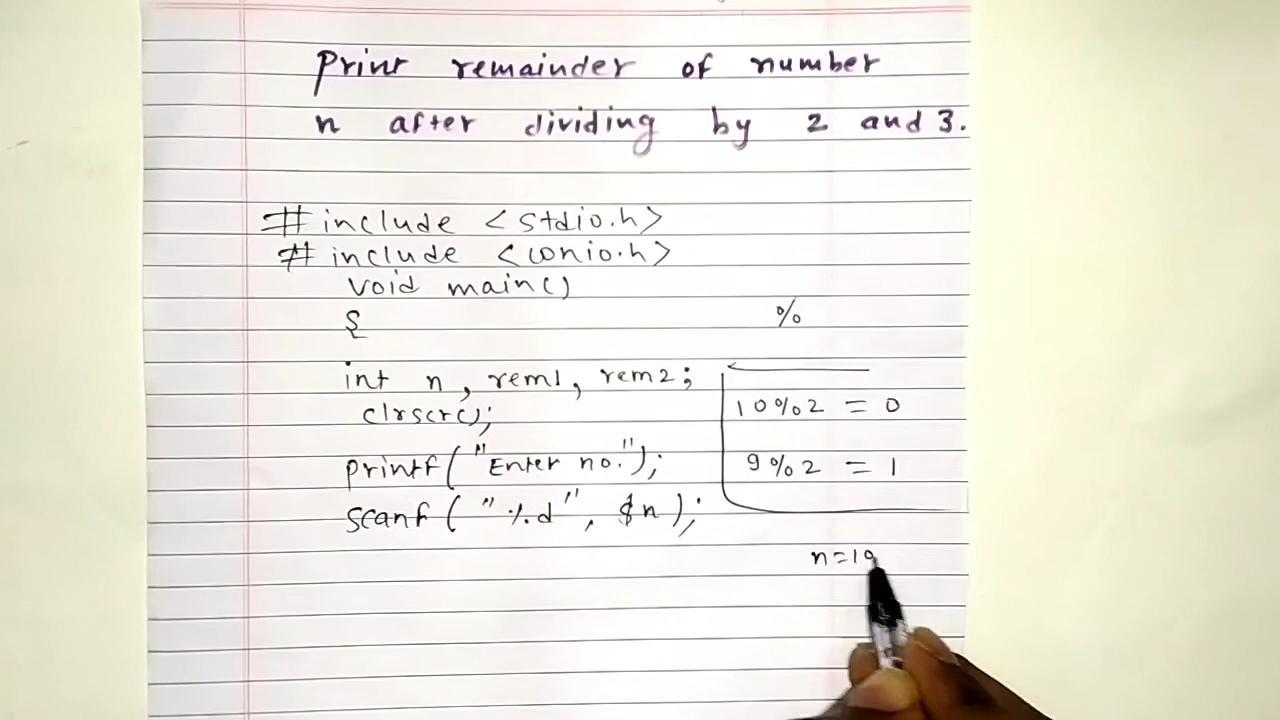 Print remainder of number
n after dividing by 2 and 3.
#include <stdio.h>
#include <conio.h>
void main()
{
%
int n, rem1, rem2;
clrscr();
10%2 = 0
printf("Enter no.");
9%2 = 1
scanf("%d", &n);
n=19